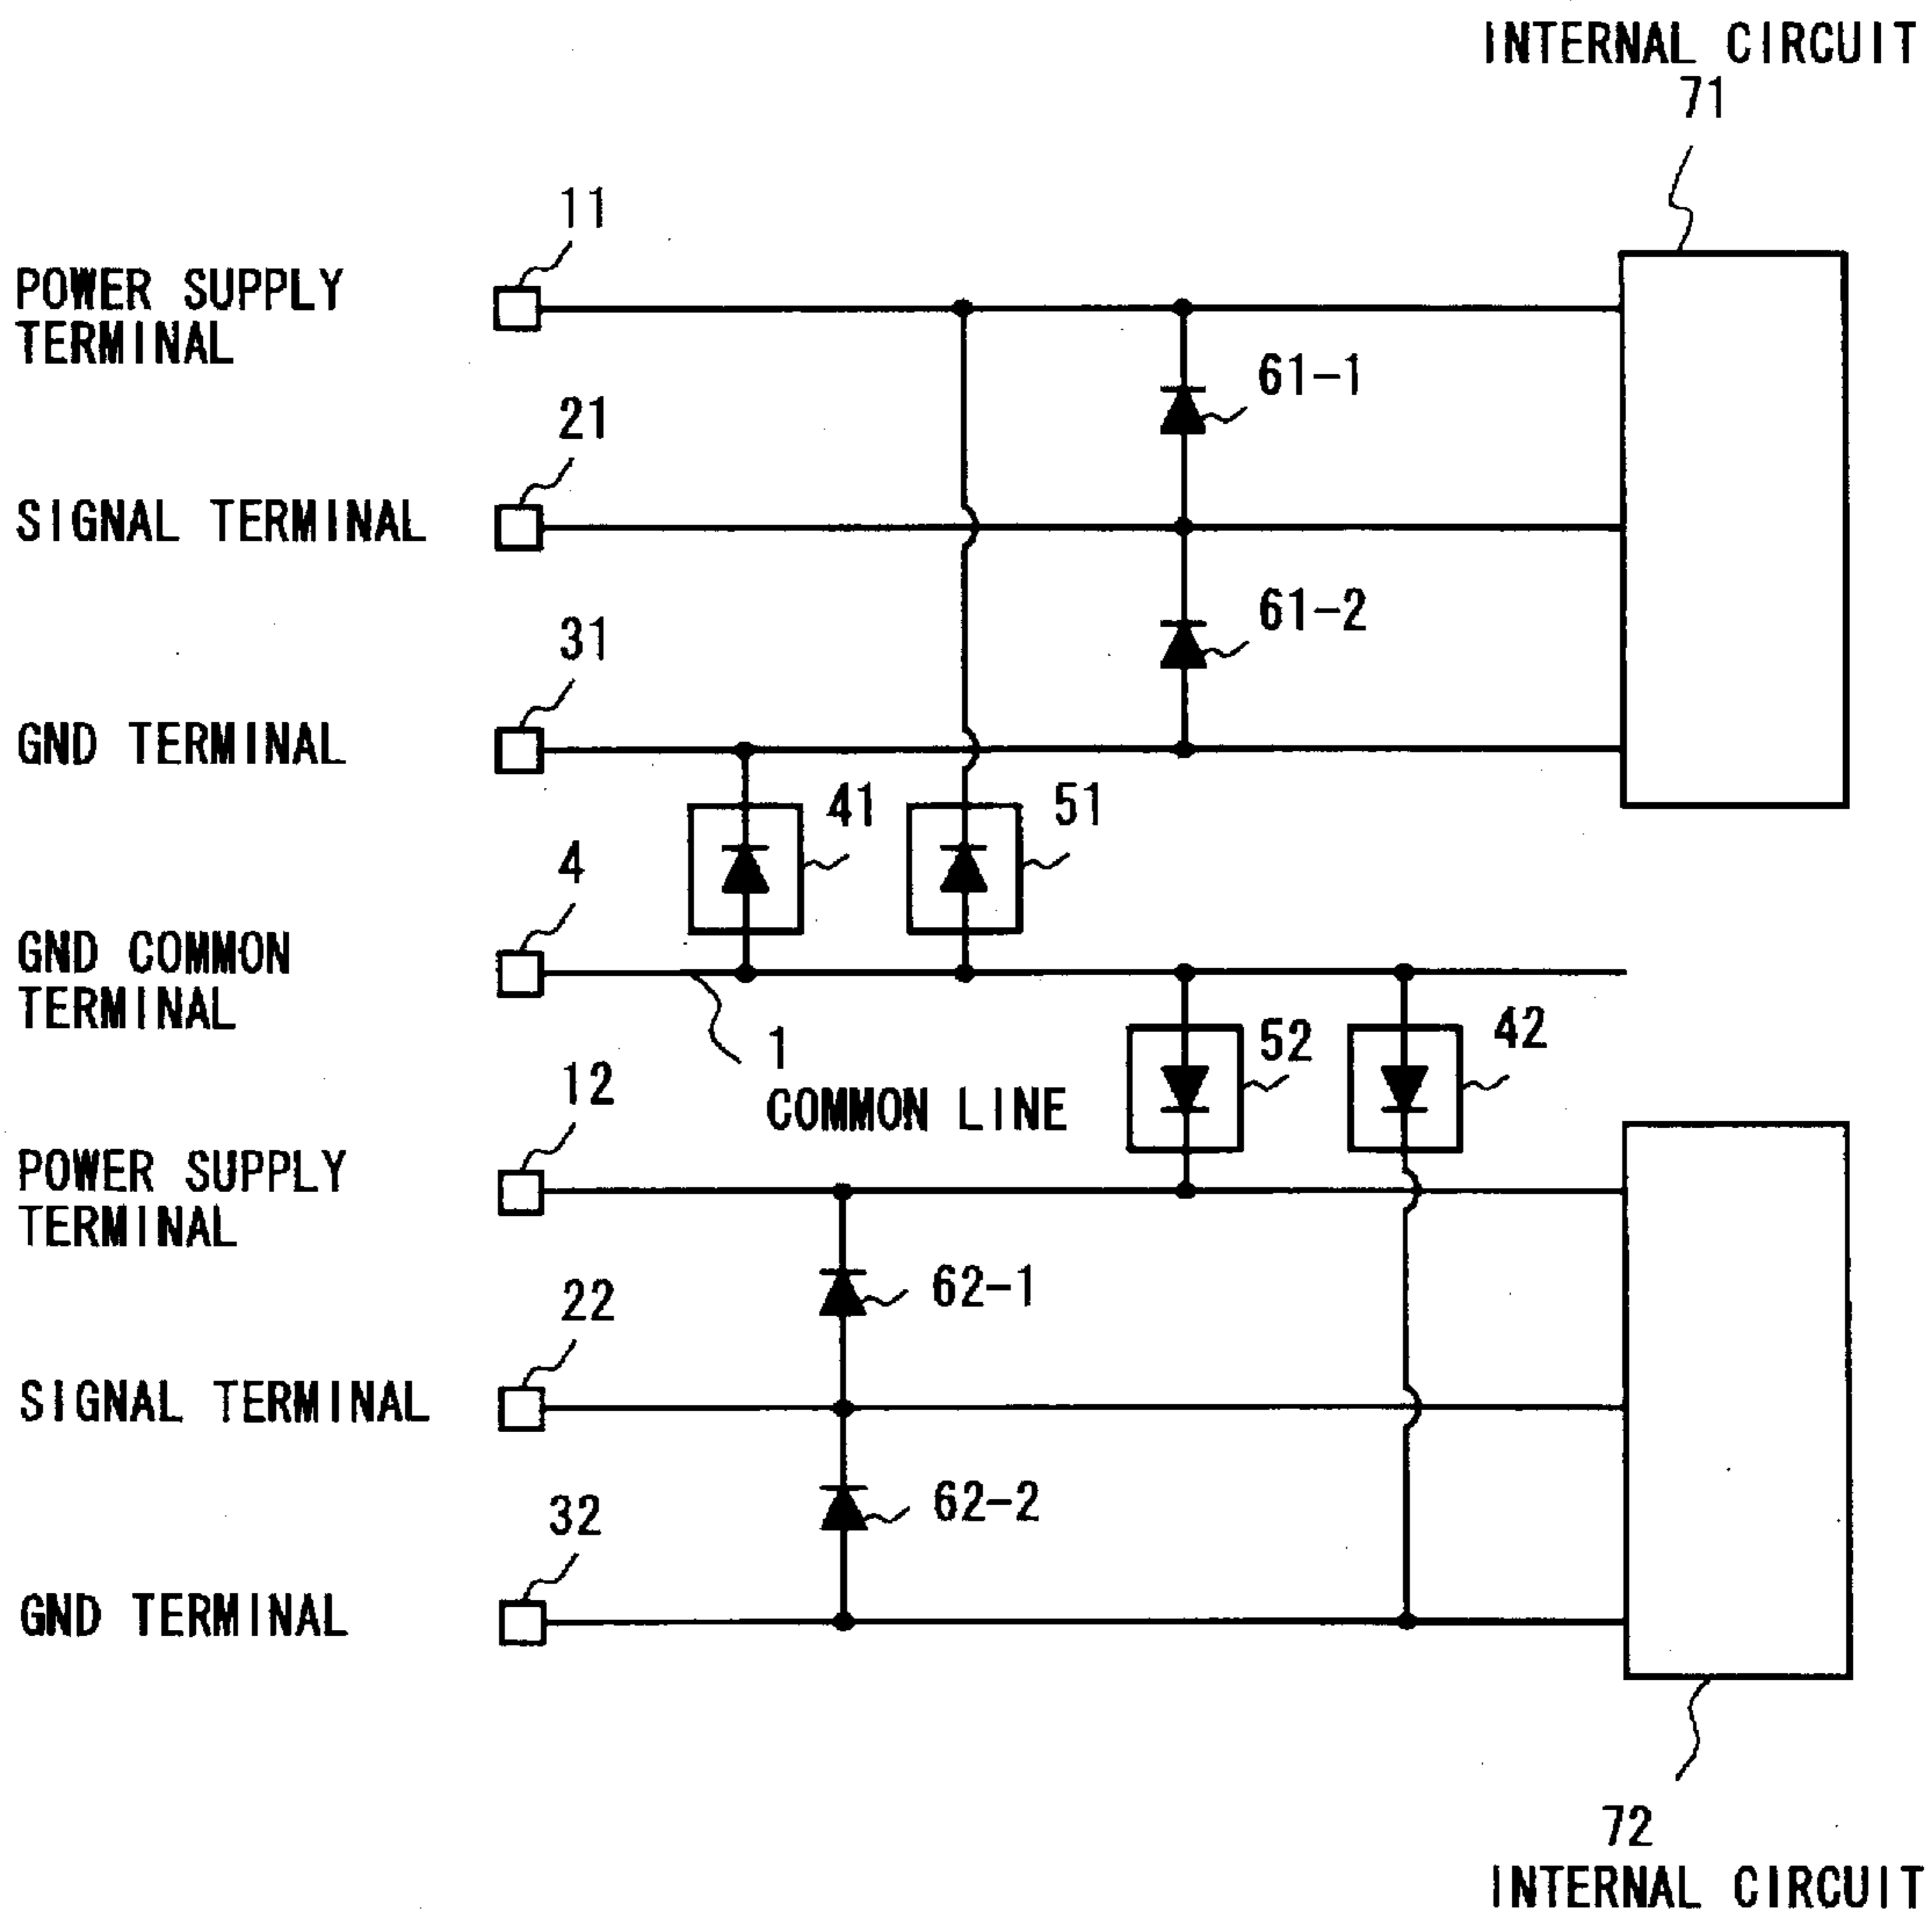 INTERNAL CIRCUIT
71
11
POWER SUPPLY
TERMINAL
61-1
21
SIGNAL TERMINAL
61-2
31
GND TERMINAL
41
51
4
GND COMMON
TERMINAL
1
COMMON LINE
52
42
12
POWER SUPPLY
TERMINAL
62-1
22
SIGNAL TERMINAL
62-2
32
GND TERMINAL
72
INTERNAL CIRCUIT